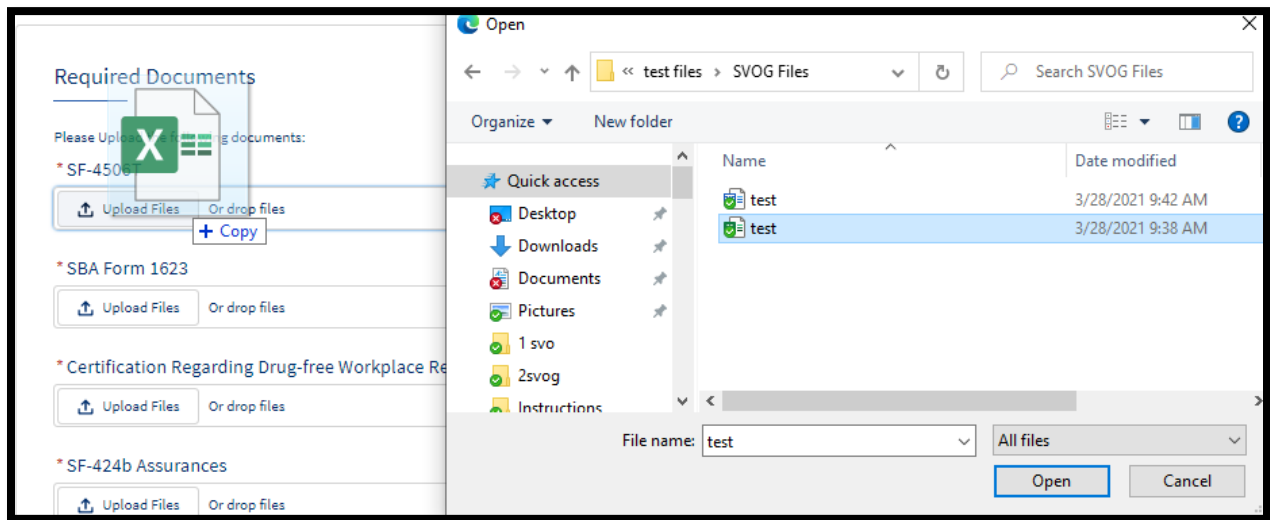 Required Documents
Please Upload the following documents:
* SF-4506T
Upload Files Or drop files
+ Copy
* SBA Form 1623
Upload Files Or drop files
* Certification Regarding Drug-free Workplace Re
Upload Files Or drop files
* SF-424b Assurances
Upload Files Or drop files
Open
« test files > SVOG Files
Search SVOG Files
Organize
New folder
?
Name
Date modified
Quick access
Desktop
Downloads
Documents
Pictures
1 svo
2svog
Instructions
test 3/28/2021 9:42 AM
test 3/28/2021 9:38 AM
File name: test
All files
Open
Cancel